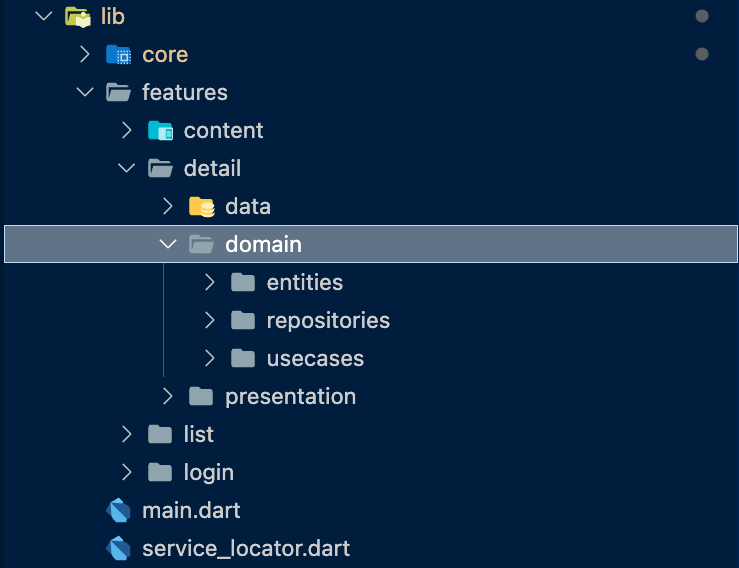 lib
core
features
content
detail
data
domain
entities
repositories
usecases
presentation
list
login
main.dart
service_locator.dart